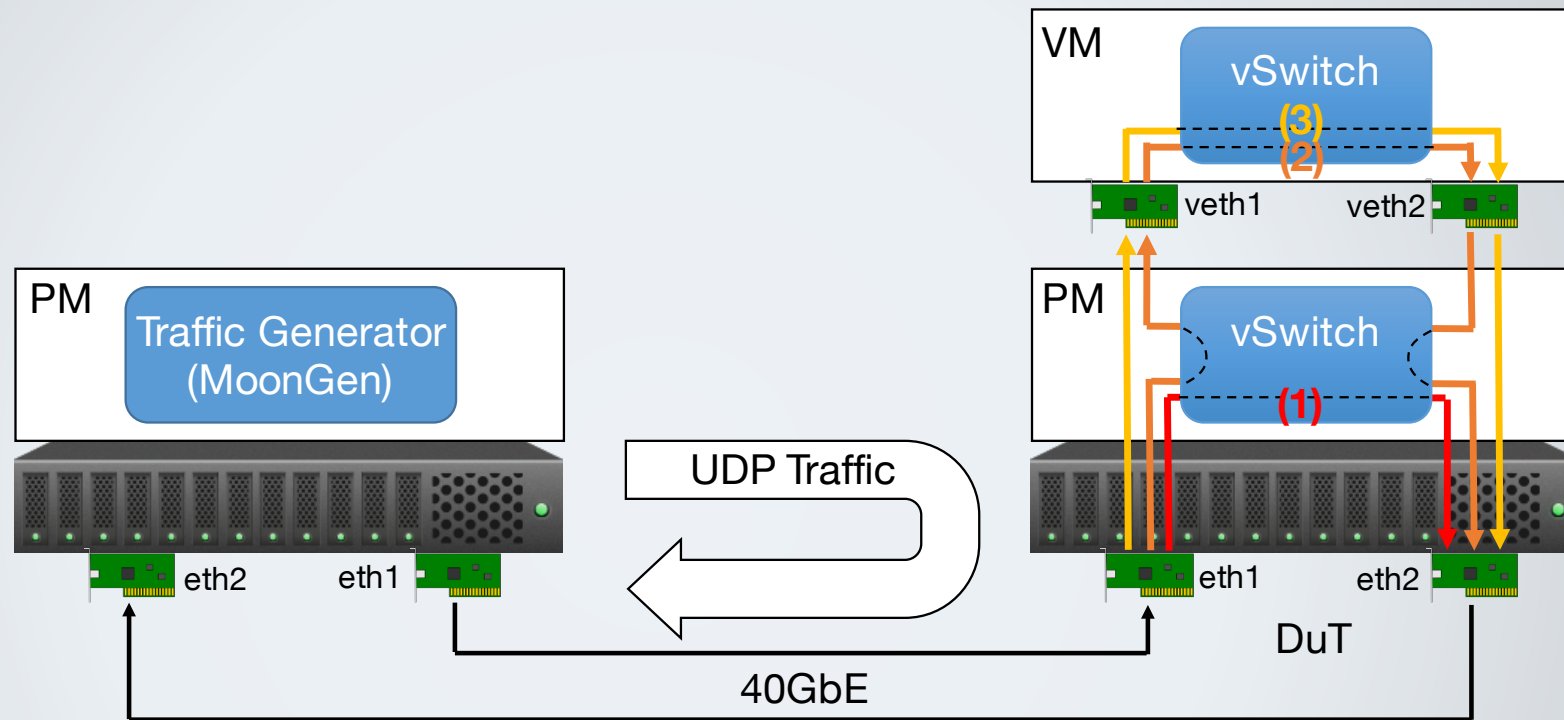 VM
vSwitch
(3)
(2)
veth1
veth2
PM
Traffic Generator
(MoonGen)
PM
vSwitch
(1)
UDP Traffic
eth2
eth1
eth1
eth2
DuT
40GbE